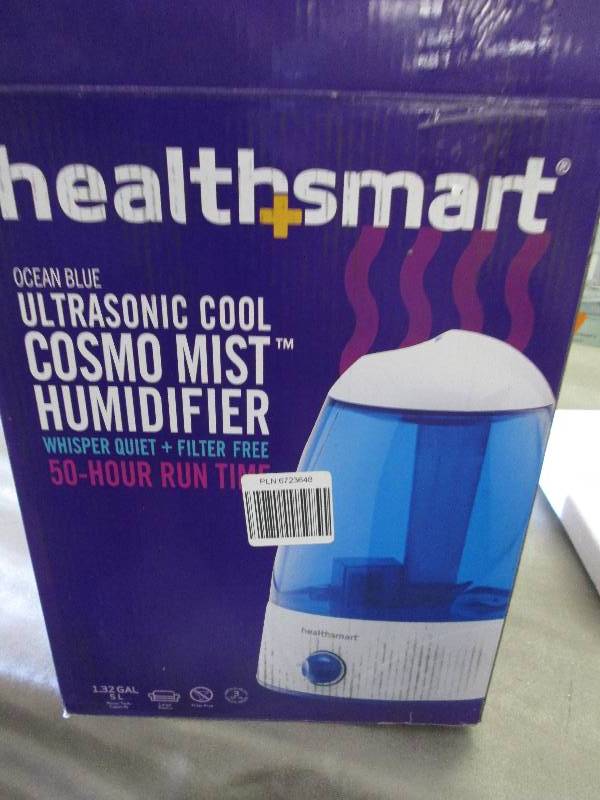 healthsmart®
OCEAN BLUE
ULTRASONIC COOL
COSMO MIST™
HUMIDIFIER
WHISPER QUIET + FILTER FREE
50-HOUR RUN TIME
PLN 6723648
healthsmart
1.32 GAL
5 L